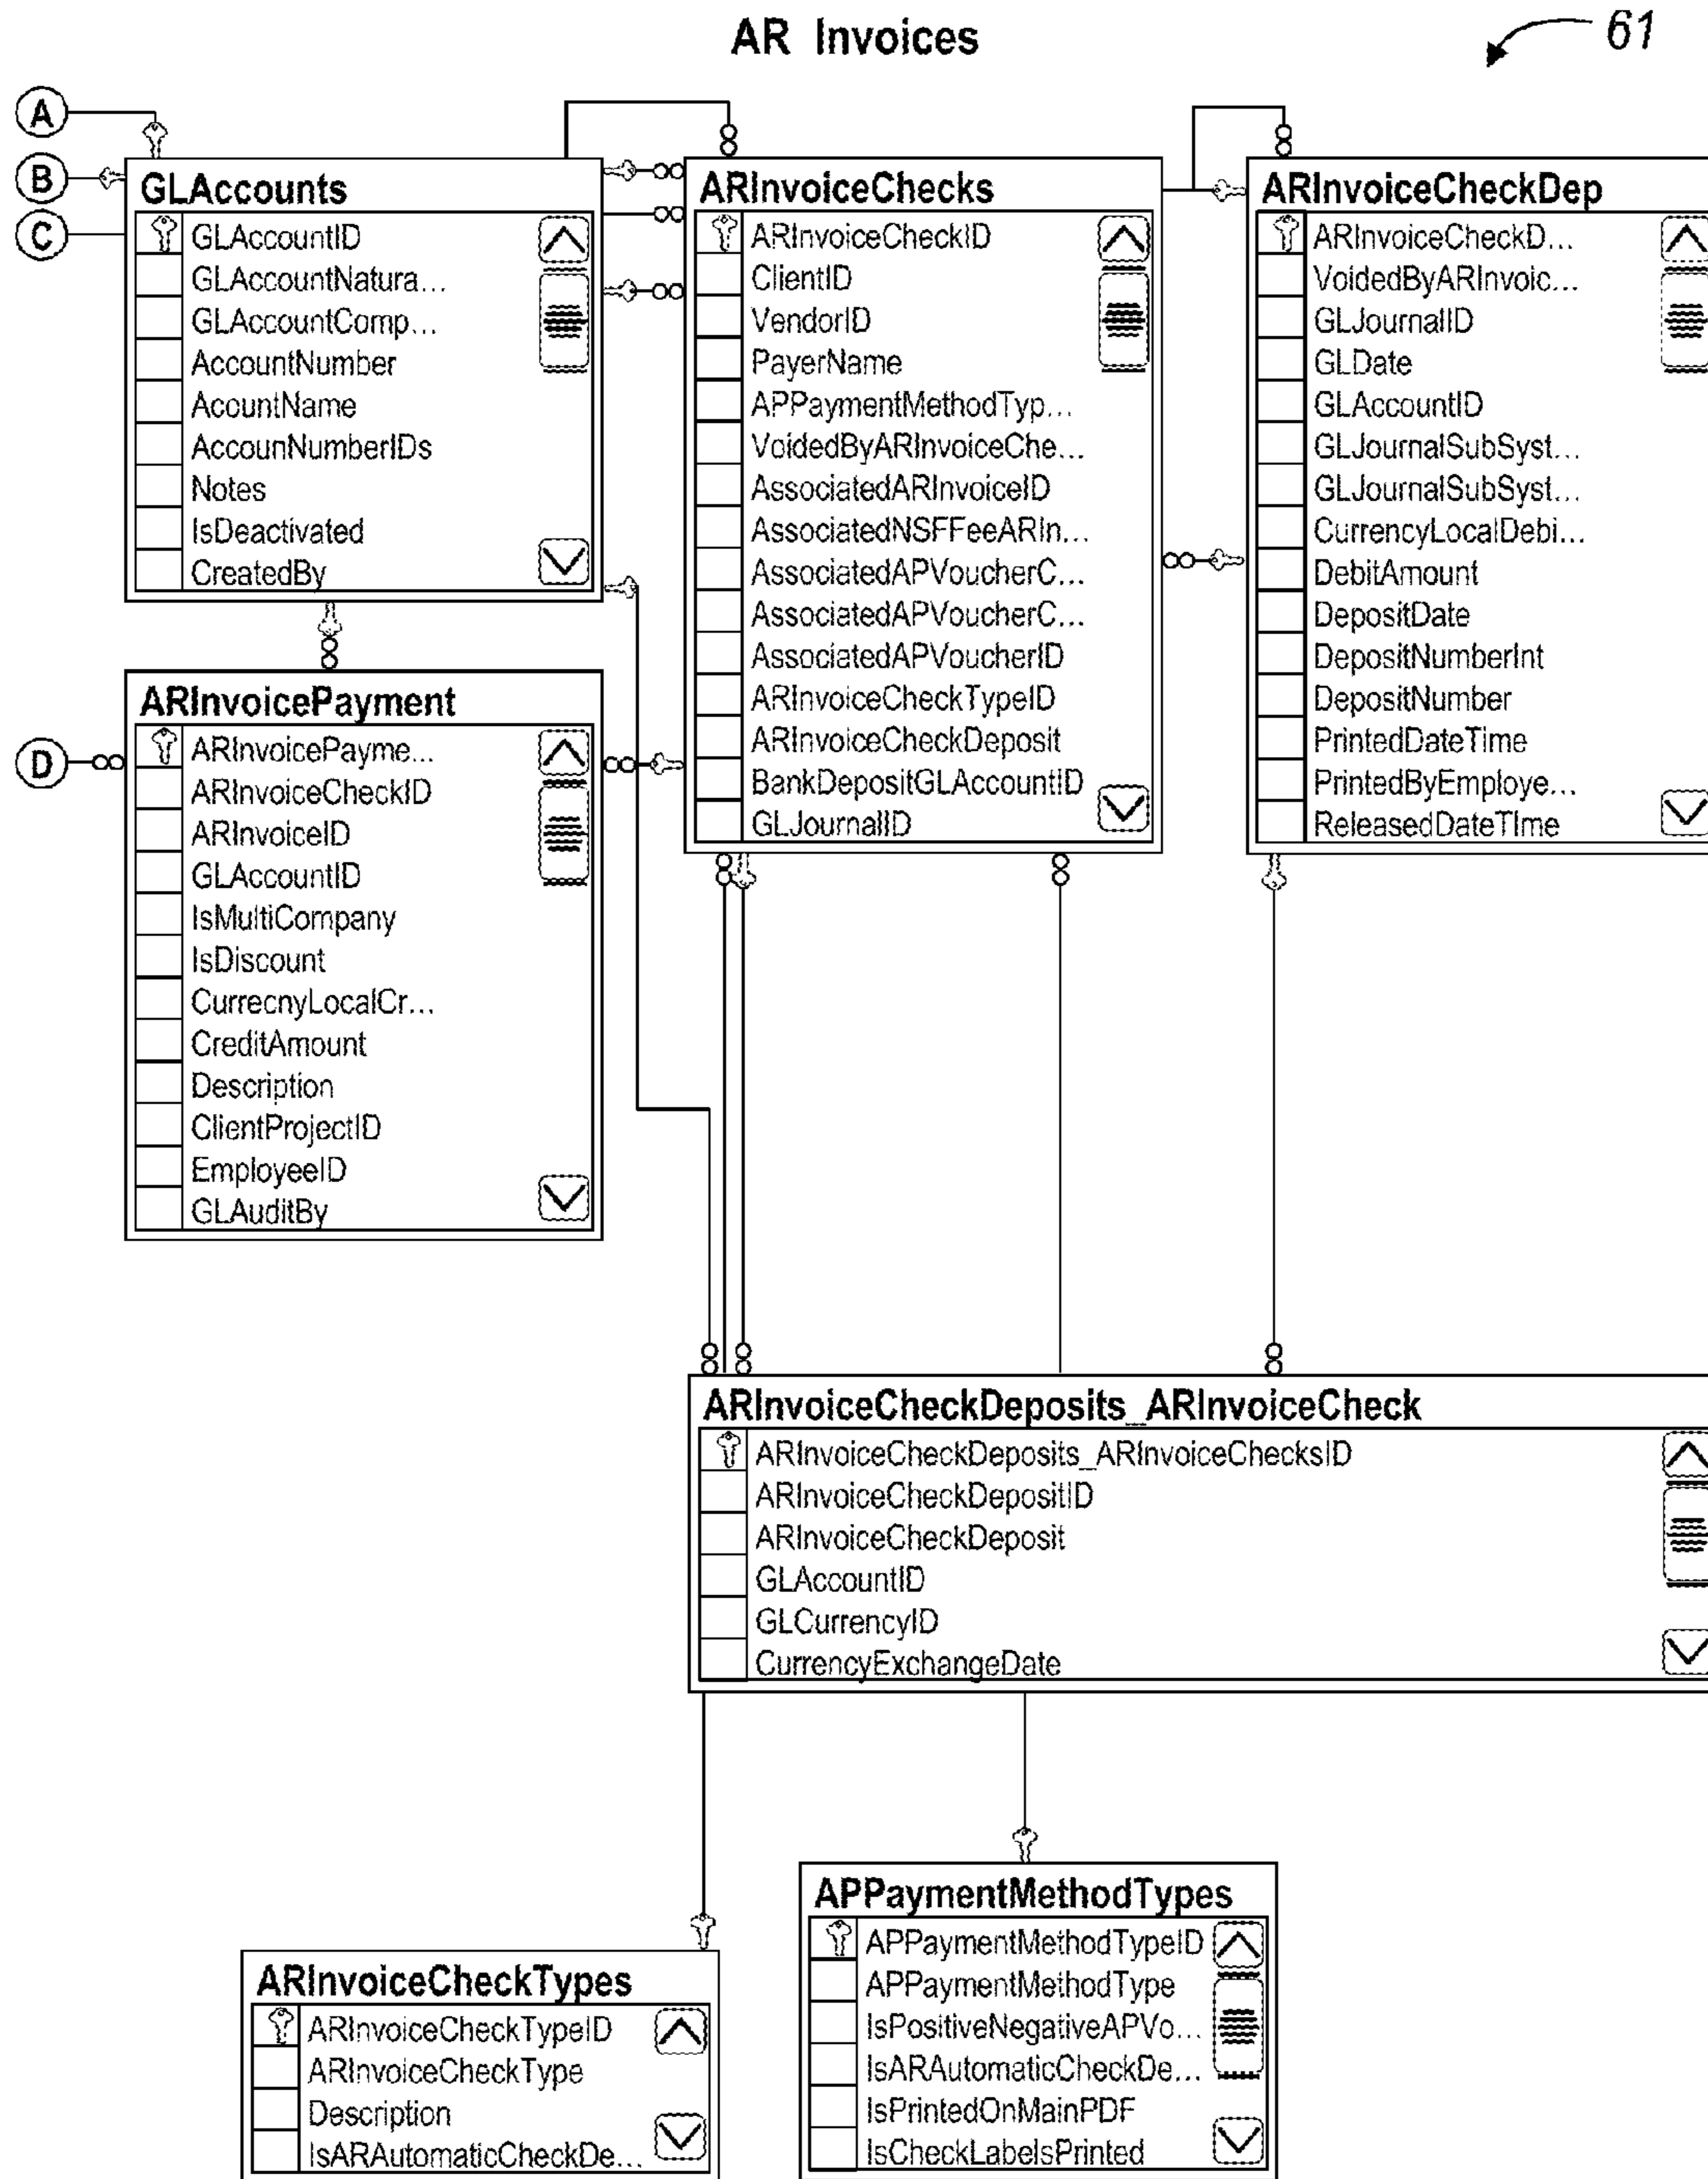 AR Invoices
61
A
B
C
GLAccounts
GLAccountID
GLAccountNatura...
GLAccountComp...
AccountNumber
AcountName
AccounNumberIDs
Notes
IsDeactivated
CreatedBy
ARInvoiceChecks
ARInvoiceCheckID
ClientID
VendorID
PayerName
APPaymentMethodTyp...
VoidedByARInvoiceChe...
AssociatedARInvoiceID
AssociatedNSFFeeARIn...
AssociatedAPVoucherC...
AssociatedAPVoucherC...
AssociatedAPVoucherID
ARInvoiceCheckTypeID
ARInvoiceCheckDeposit
BankDepositGLAccountID
GLJournalID
ARInvoiceCheckDep
ARInvoiceCheckD...
VoidedByARInvoic...
GLJournalID
GLDate
GLAccountID
GLJournalSubSyst...
GLJournalSubSyst...
CurrencyLocalDebi...
DebitAmount
DepositDate
DepositNumberInt
DepositNumber
PrintedDateTime
PrintedByEmploye...
ReleasedDateTIme
D
ARInvoicePayment
ARInvoicePayme...
ARInvoiceCheckID
ARInvoiceID
GLAccountID
IsMultiCompany
IsDiscount
CurrecnyLocalCr...
CreditAmount
Description
ClientProjectID
EmployeeID
GLAuditBy
ARInvoiceCheckDeposits_ARInvoiceCheck
ARInvoiceCheckDeposits_ARInvoiceChecksID
ARInvoiceCheckDepositID
ARInvoiceCheckDeposit
GLAccountID
GLCurrencyID
CurrencyExchangeDate
APPaymentMethodTypes
APPaymentMethodTypeID
APPaymentMethodType
IsPositiveNegativeAPVo...
IsARAutomaticCheckDe...
IsPrintedOnMainPDF
IsCheckLabelsPrinted
ARInvoiceCheckTypes
ARInvoiceCheckTypeID
ARInvoiceCheckType
Description
IsARAutomaticCheckDe...